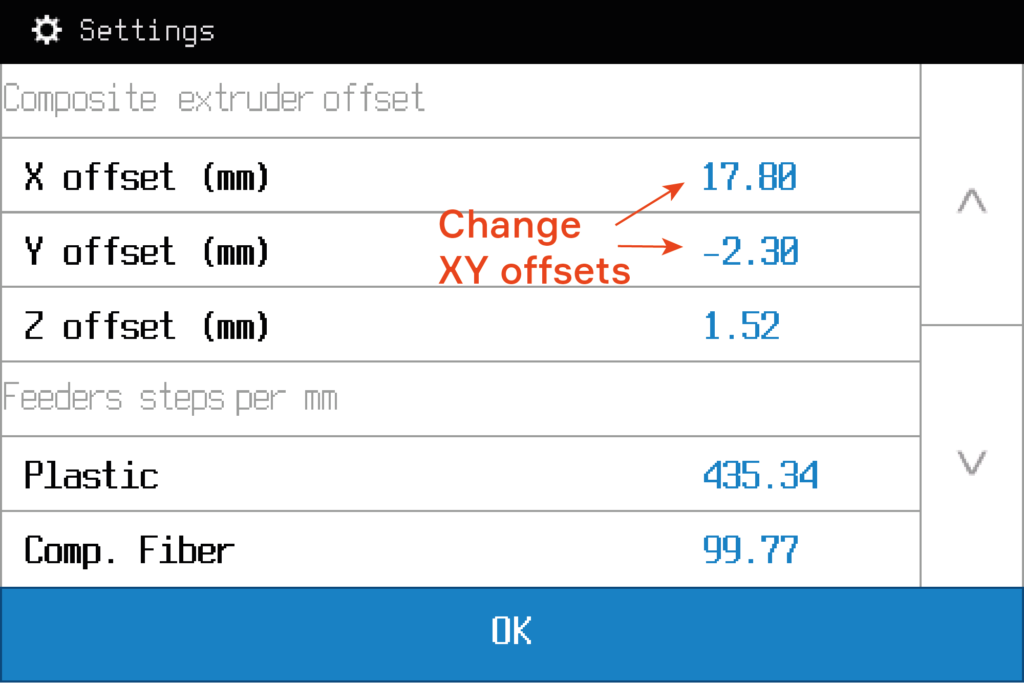 Settings
Composite extruder offset
X offset (mm) 17.80
Change
Y offset (mm) -2.30
XY offsets
Z offset (mm) 1.52
Feeders steps per mm
Plastic 435.34
Comp. Fiber 99.77
OK